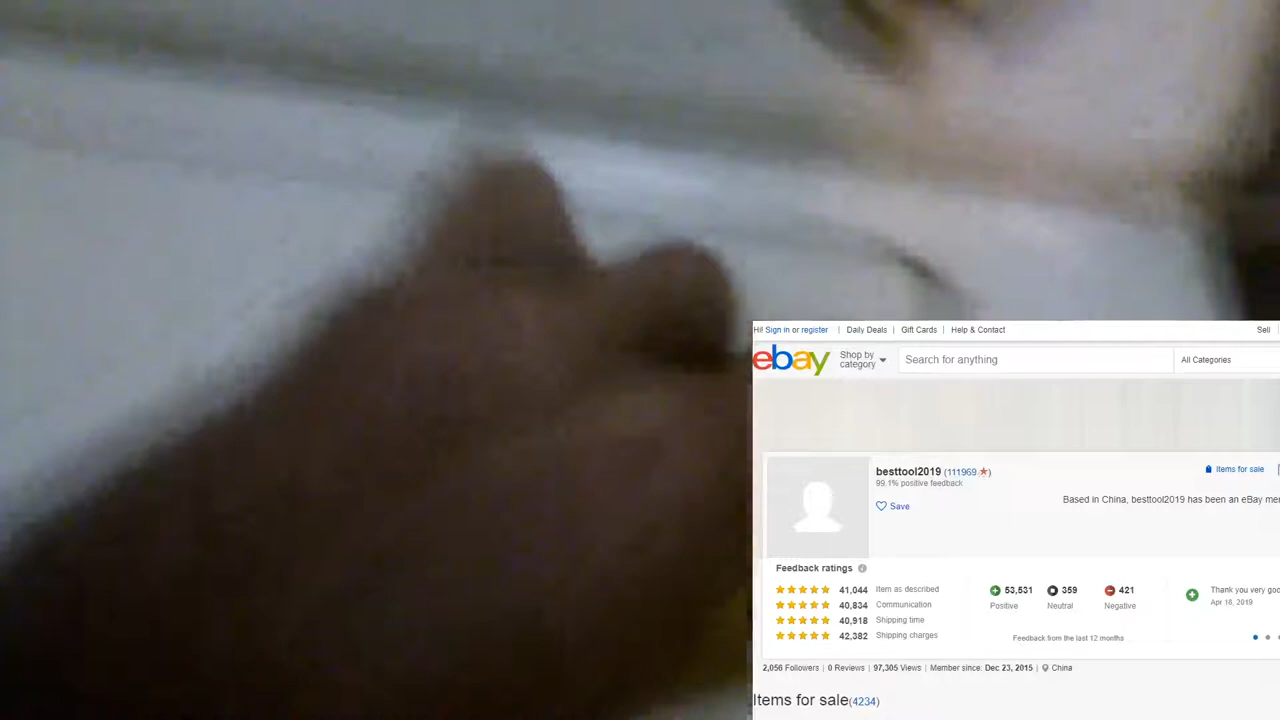 Hi! Sign in or register | Daily Deals | Gift Cards | Help & Contact Sell
ebay Shop by category Search for anything All Categories
besttool2019 (111969)
99.1% positive feedback
Items for sale
Save
Based in China, besttool2019 has been an eBay
Feedback ratings
41,044 Item as described
40,834 Communication
40,918 Shipping time
42,382 Shipping charges
53,531 Positive
359 Neutral
421 Negative
Feedback from the last 12 months
Thank you very
Apr 18, 2019
2,056 Followers | 0 Reviews | 97,305 Views | Member since: Dec 23, 2015 | China
Items for sale(4234)